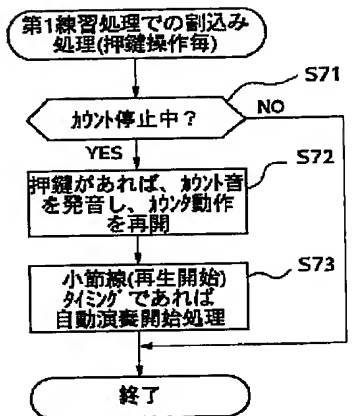 第1練習処理での割込み
処理(押鍵操作毎)
S71
カウント停止中？
NO
YES
S72
押鍵があれば、カウント音
を発音し、カウンタ動作
を再開
S73
小節線(再生開始)
タイミングであれば
自動演奏開始処理
終了